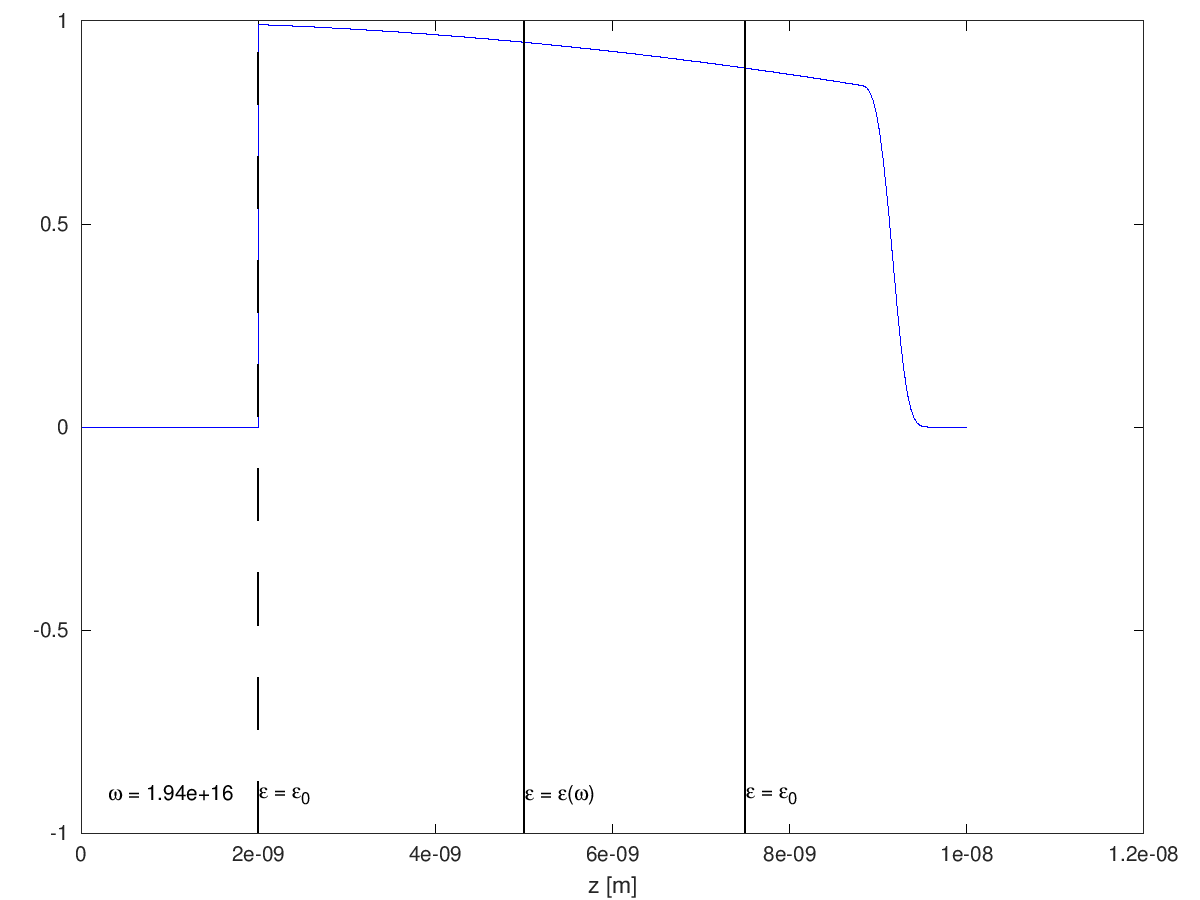 1
0.5
0
-0.5
-1
ω = 1.94e+16
ε = ε0
ε = ε(ω)
ε = ε0
0
2e-09
4e-09
6e-09
8e-09
1e-08
1.2e-08
z [m]